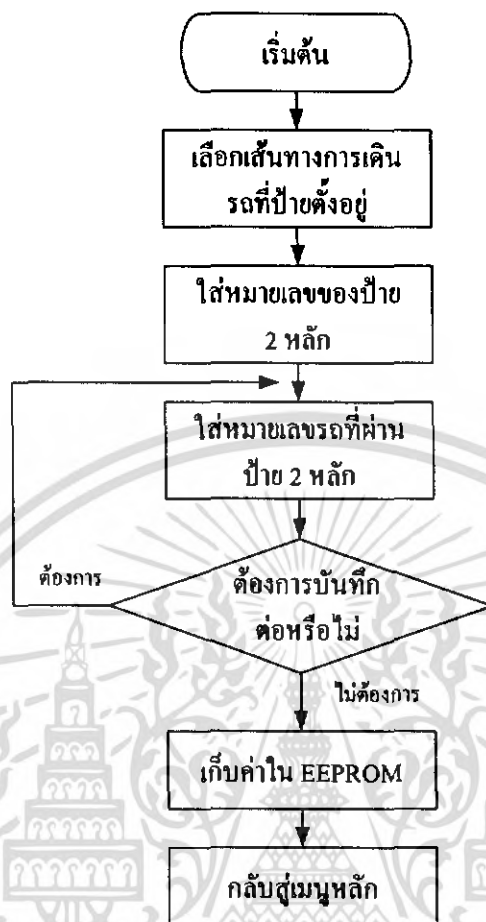 เริ่มต้น
เลือกเส้นทางการเดิน
รถที่ป้ายตั้งอยู่
ใส่หมายเลขของป้าย
2 หลัก
ใส่หมายเลขรถที่ผ่าน
ป้าย 2 หลัก
ต้องการ
ต้องการบันทึก
ต่อหรือไม่
ไม่ต้องการ
เก็บค่าใน EEPROM
กลับสู่เมนูหลัก